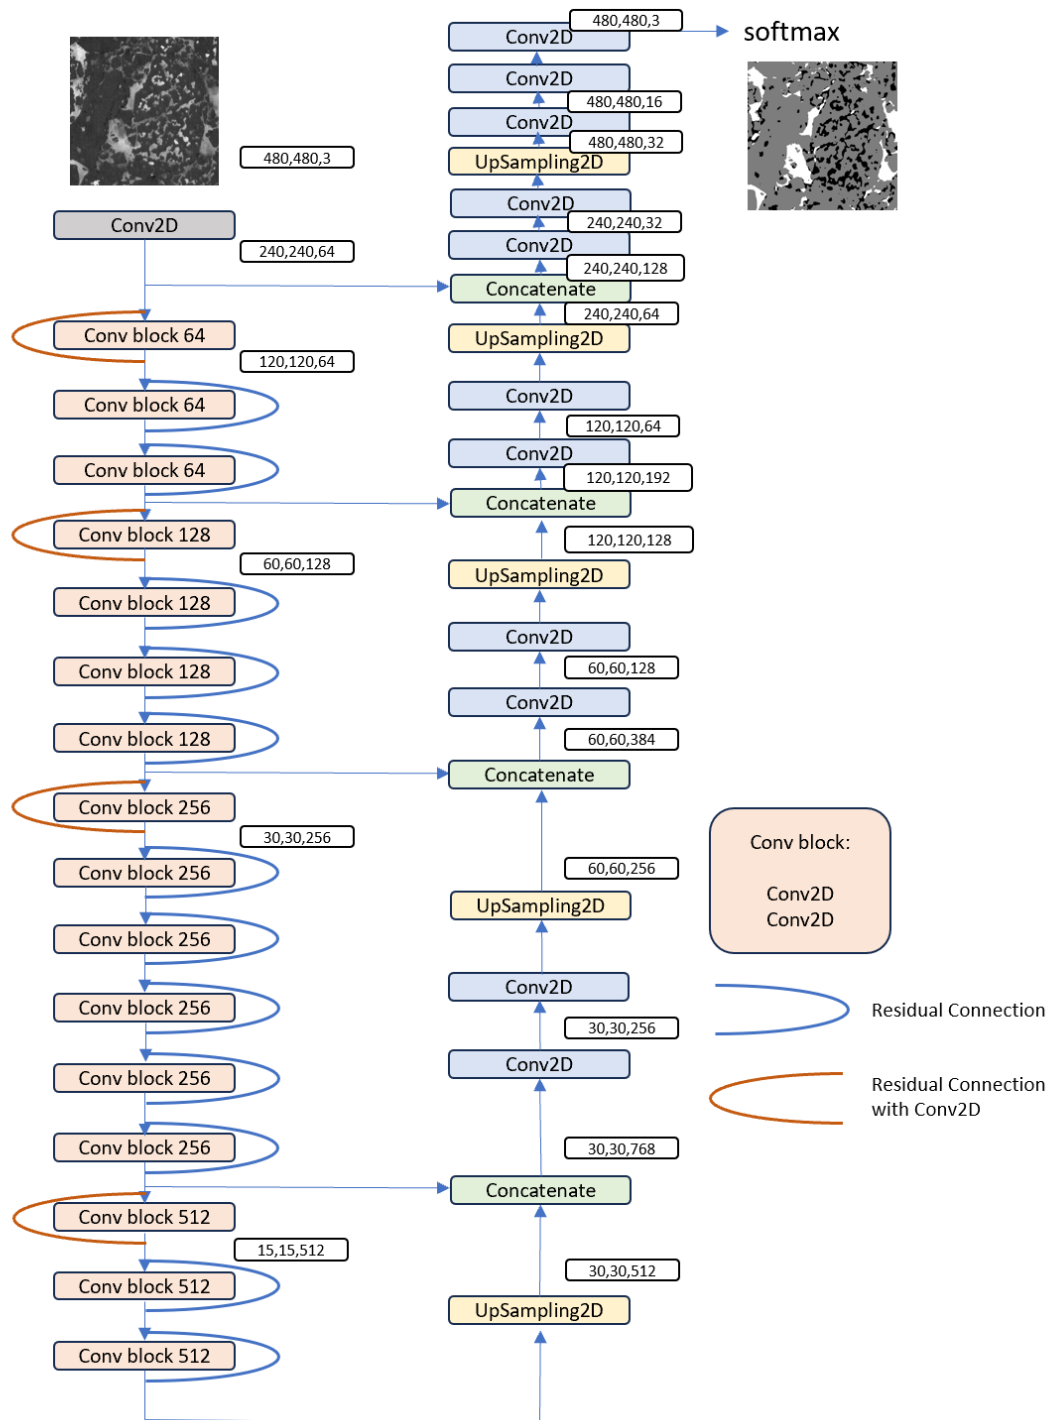 480,480,3
Conv2D
240,240,64
Conv block 64
120,120,64
Conv block 64
Conv block 64
Conv block 128
60,60,128
Conv block 128
Conv block 128
Conv block 128
Conv block 256
30,30,256
Conv block 256
Conv block 256
Conv block 256
Conv block 256
Conv block 256
Conv block 512
15,15,512
Conv block 512
Conv block 512
480,480,3
Conv2D
softmax
Conv2D
480,480,16
Conv2D
480,480,32
UpSampling2D
Conv2D
240,240,32
Conv2D
240,240,128
Concatenate
240,240,64
UpSampling2D
Conv2D
120,120,64
Conv2D
120,120,192
Concatenate
120,120,128
UpSampling2D
Conv2D
60,60,128
Conv2D
60,60,384
Concatenate
60,60,256
UpSampling2D
Conv2D
30,30,256
Conv2D
30,30,768
Concatenate
30,30,512
UpSampling2D
Conv block:
Conv2D
Conv2D
Residual Connection
Residual Connection
with Conv2D